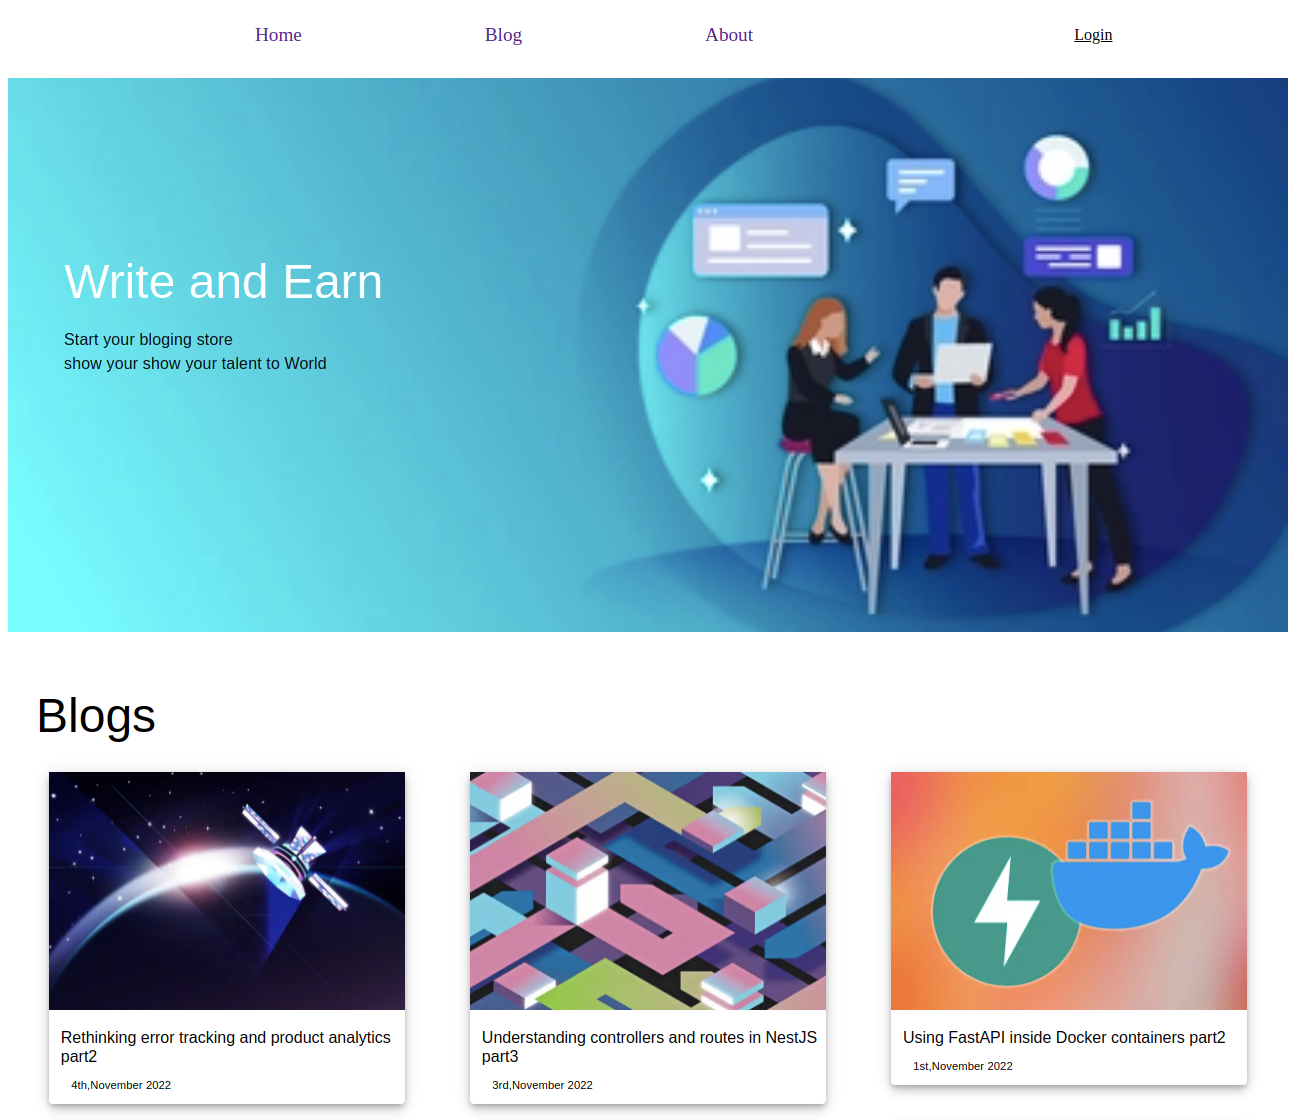 Home
Blog
About
Login
Write and Earn
Start your bloging store
show your show your talent to World
Blogs
Rethinking error tracking and product analytics
part2
4th,November 2022
Understanding controllers and routes in NestJS
part3
3rd,November 2022
Using FastAPI inside Docker containers part2
1st,November 2022